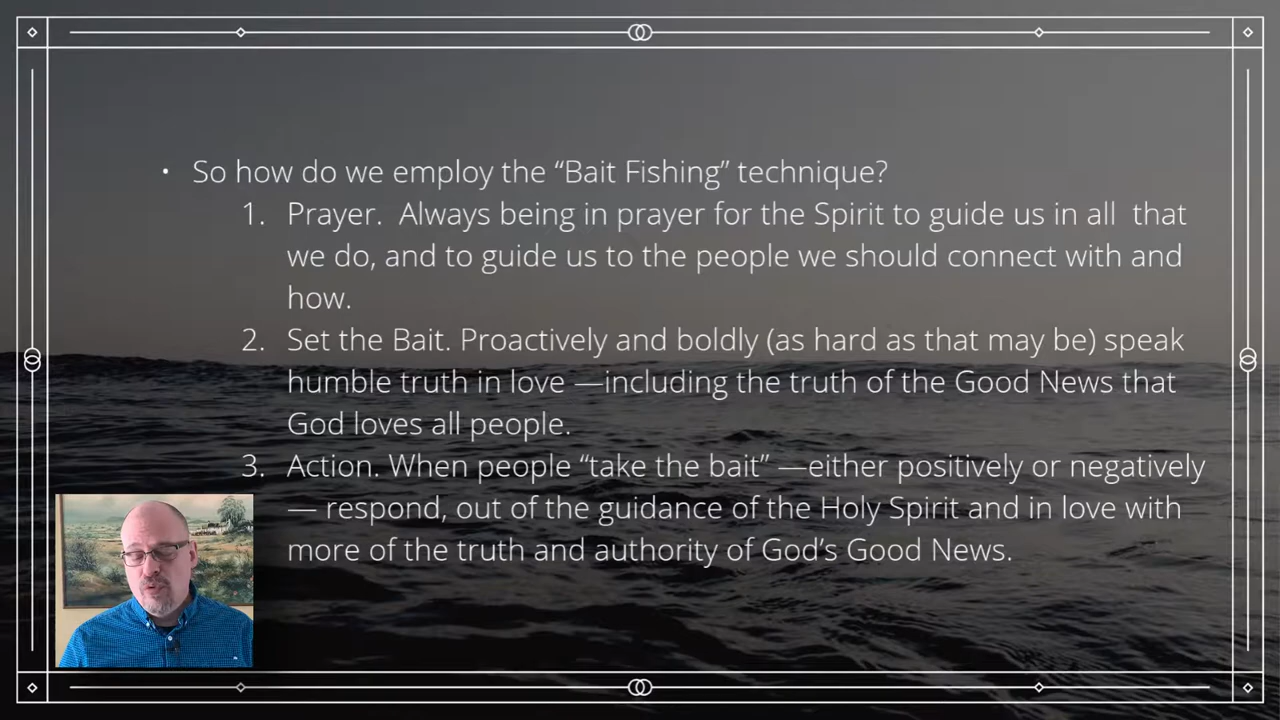 • So how do we employ the “Bait Fishing” technique?
1. Prayer.  Always being in prayer for the Spirit to guide us in all  that
we do, and to guide us to the people we should connect with and
how.
2. Set the Bait. Proactively and boldly (as hard as that may be) speak
humble truth in love —including the truth of the Good News that
God loves all people.
3. Action. When people “take the bait” —either positively or negatively
— respond, out of the guidance of the Holy Spirit and in love with
more of the truth and authority of God’s Good News.